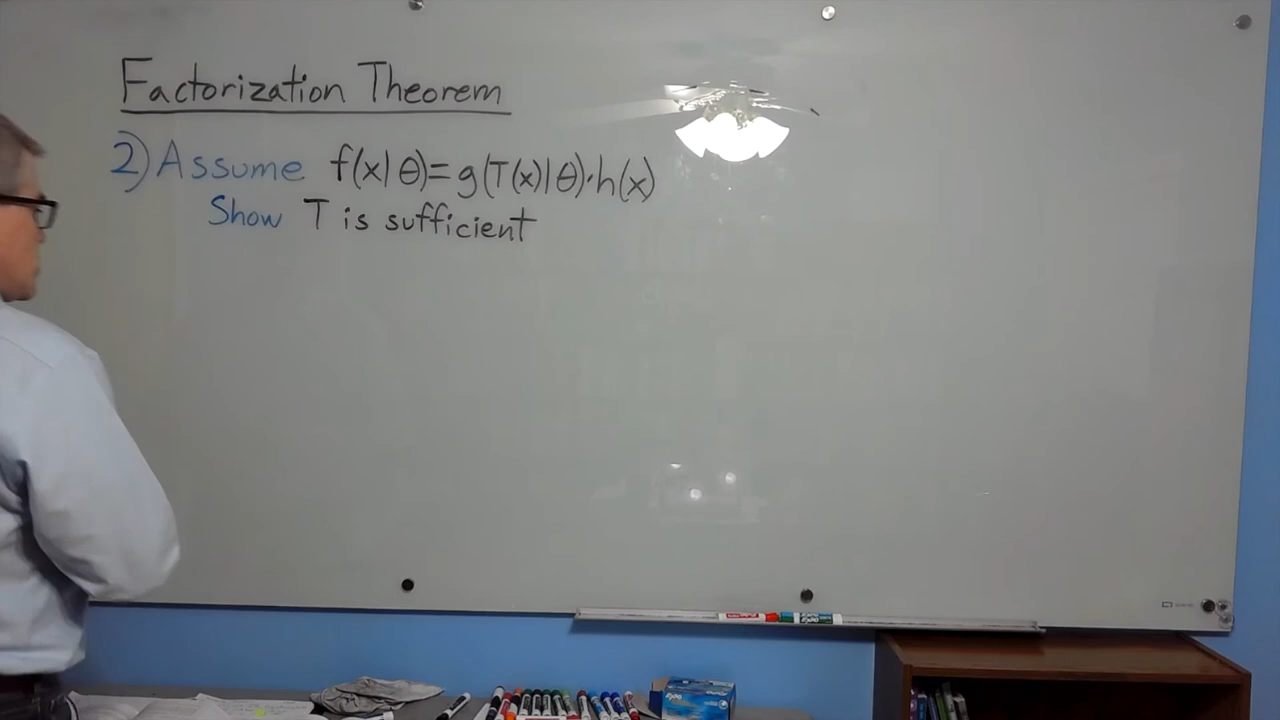 Factorization Theorem
2) Assume f(x|θ)=g(T(x)|θ)·h(x)
Show T is sufficient